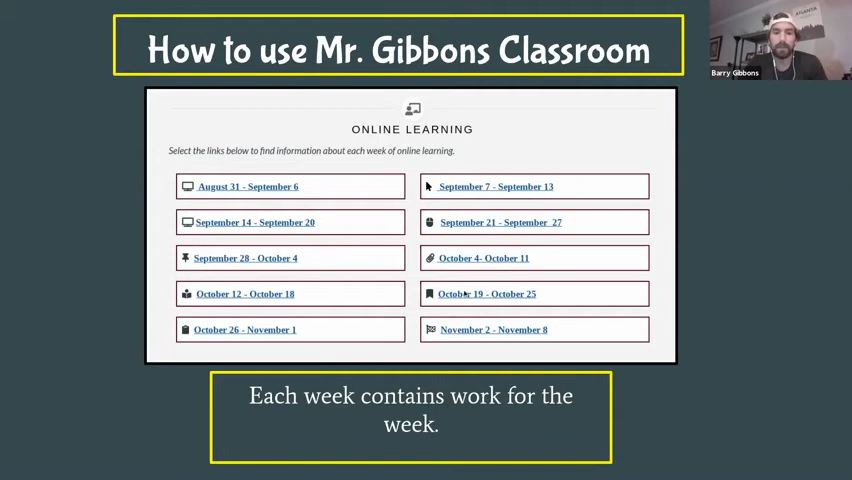 How to use Mr. Gibbons Classroom
ATLANTA
Barry Gibbons
ONLINE LEARNING
Select the links below to find information about each week of online learning.
August 31 - September 6
September 7 - September 13
September 14 - September 20
September 21 - September 27
September 28 - October 4
October 4- October 11
October 12 - October 18
October 19 - October 25
October 26 - November 1
November 2 - November 8
Each week contains work for the
week.